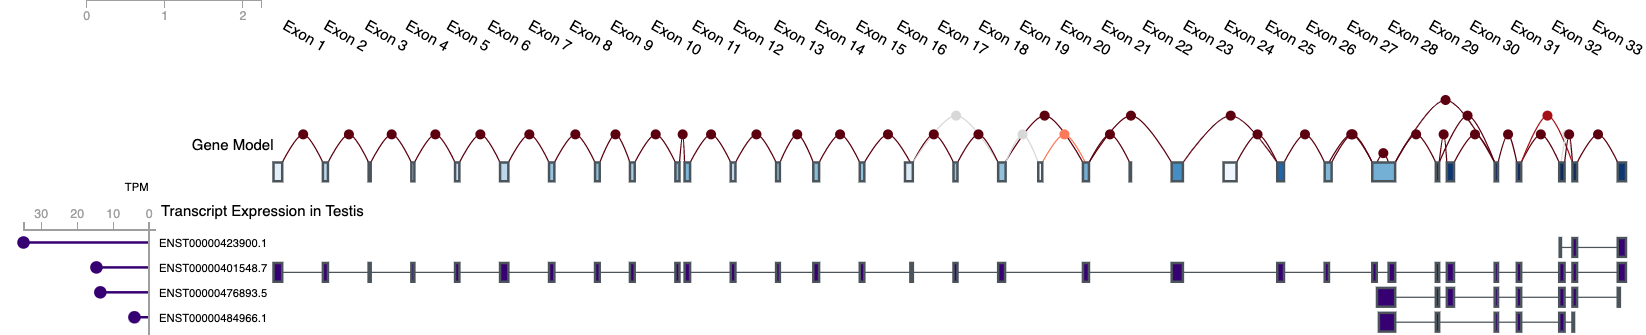 0 1 2
Exon 1 Exon 2 Exon 3 Exon 4 Exon 5 Exon 6 Exon 7 Exon 8 Exon 9 Exon 10 Exon 11 Exon 12 Exon 13 Exon 14 Exon 15 Exon 16 Exon 17 Exon 18 Exon 19 Exon 20 Exon 21 Exon 22 Exon 23 Exon 24 Exon 25 Exon 26 Exon 27 Exon 28 Exon 29 Exon 30 Exon 31 Exon 32 Exon 33
Gene Model
TPM
30 20 10 0
Transcript Expression in Testis
ENST00000423900.1
ENST00000401548.7
ENST00000476893.5
ENST00000484966.1